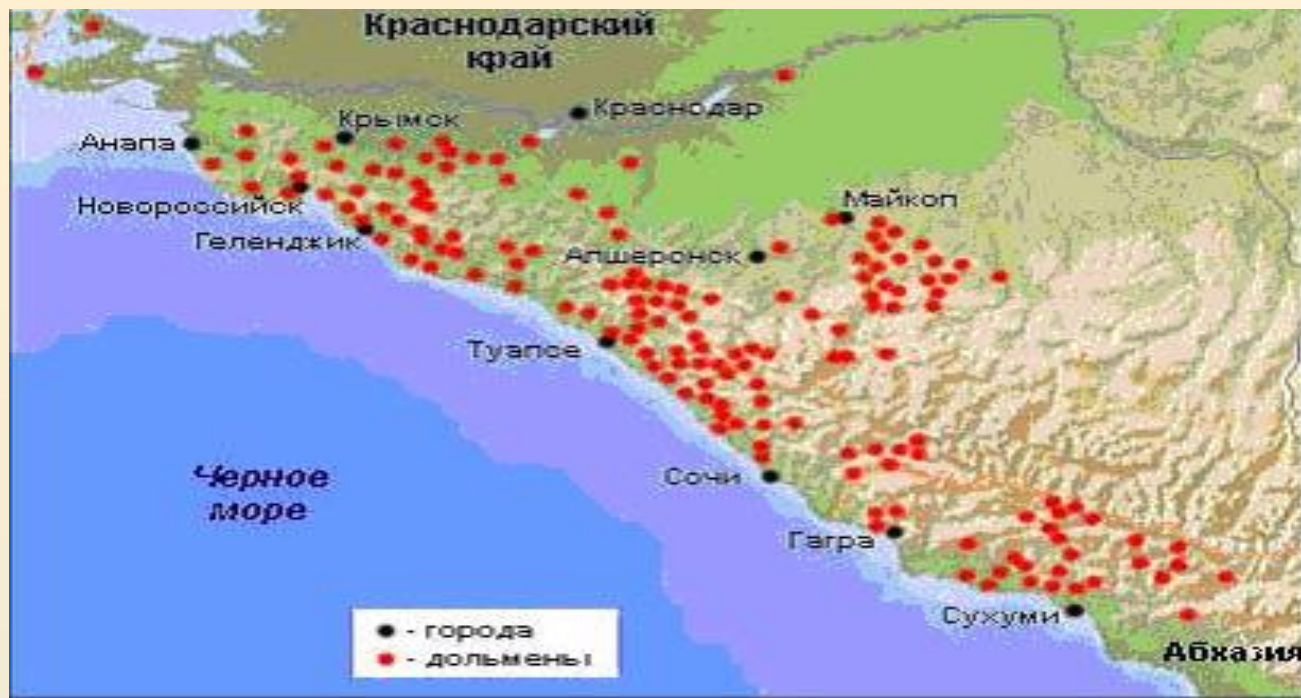 Краснодарский
край
Краснодар
Крымск
Анапа
Новороссийск
Майкоп
Геленджик
Апшеронск
Туапсе
Черное
море
Сочи
Гагра
Сухуми
- города
- дольмены
Абхазия